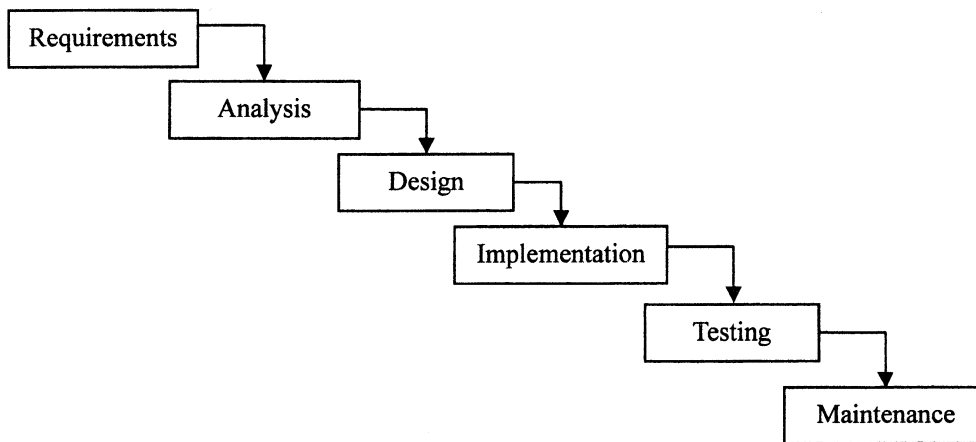 Requirements
Analysis
Design
Implementation
Testing
Maintenance